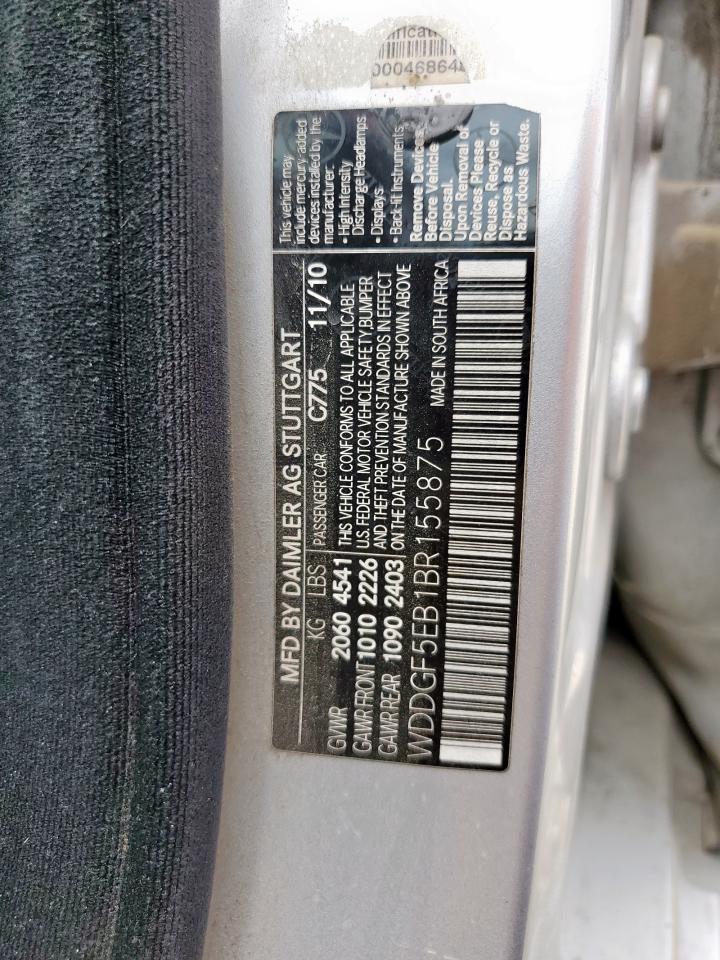 rification
00046864
MFD BY DAIMLER AG STUTTGART
KG LBS PASSENGER CAR C775 11/10
GVWR 2060 4541 THIS VEHICLE CONFORMS TO ALL APPLICABLE
GAWR FRONT 1010 2226 U.S. FEDERAL MOTOR VEHICLE SAFETY, BUMPER
GAWR REAR 1090 2403 AND THEFT PREVENTION STANDARDS IN EFFECT
ON THE DATE OF MANUFACTURE SHOWN ABOVE
WDDGF5EB1BR155875 MADE IN SOUTH AFRICA
This vehicle may
include mercury-added
devices installed by the
manufacturer:
• High Intensity
Discharge Headlamps
• Displays
• Back-lit Instruments
Remove Devices
Before Vehicle
Disposal.
Upon Removal of
Devices Please
Reuse, Recycle or
Dispose as
Hazardous Waste.